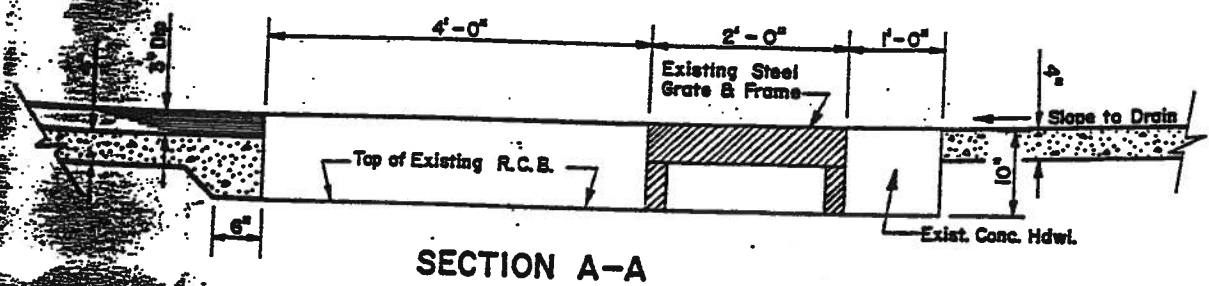 4'-0"
2'-0"
1'-0"
Existing Steel
Grate & Frame
4"
Slope to Drain
Top of Existing R.C.B.
10"
6"
Exist. Conc. Hdwl.
SECTION A-A